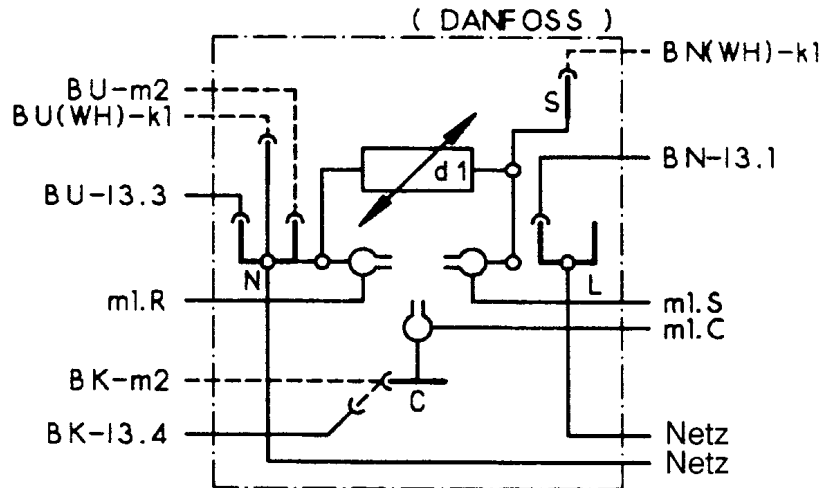 ( DANFOSS )
BN(WH)-k1
BU-m2
S
BU(WH)-k1
d1
BN-13.1
BU-13.3
N
L
m1.R
m1.S
m1.C
BK-m2
C
BK-13.4
Netz
Netz